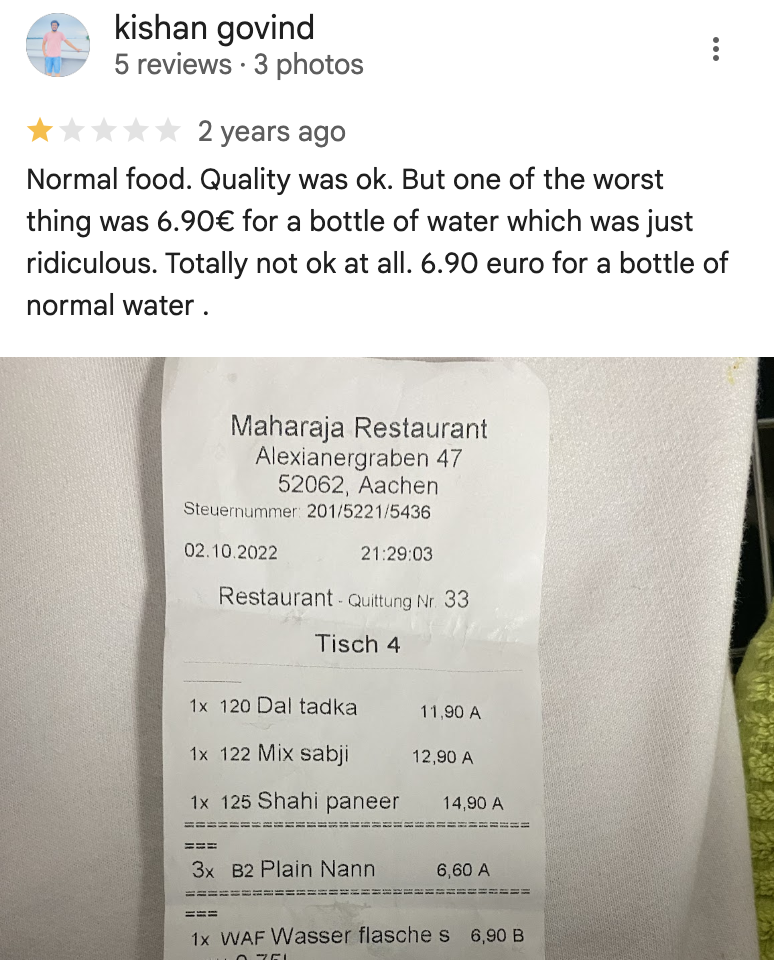 kishan govind
5 reviews · 3 photos
2 years ago
Normal food. Quality was ok. But one of the worst
thing was 6.90€ for a bottle of water which was just
ridiculous. Totally not ok at all. 6.90 euro for a bottle of
normal water .
Maharaja Restaurant
Alexianergraben 47
52062, Aachen
Steuernummer: 201/5221/5436
02.10.2022 21:29:03
Restaurant - Quittung Nr. 33
Tisch 4
1x 120 Dal tadka 11,90 A
1x 122 Mix sabji 12,90 A
1x 125 Shahi paneer 14,90 A
===================================
===
3x B2 Plain Nann 6,60 A
===================================
===
1x WAF Wasser flasche s 6,90 B